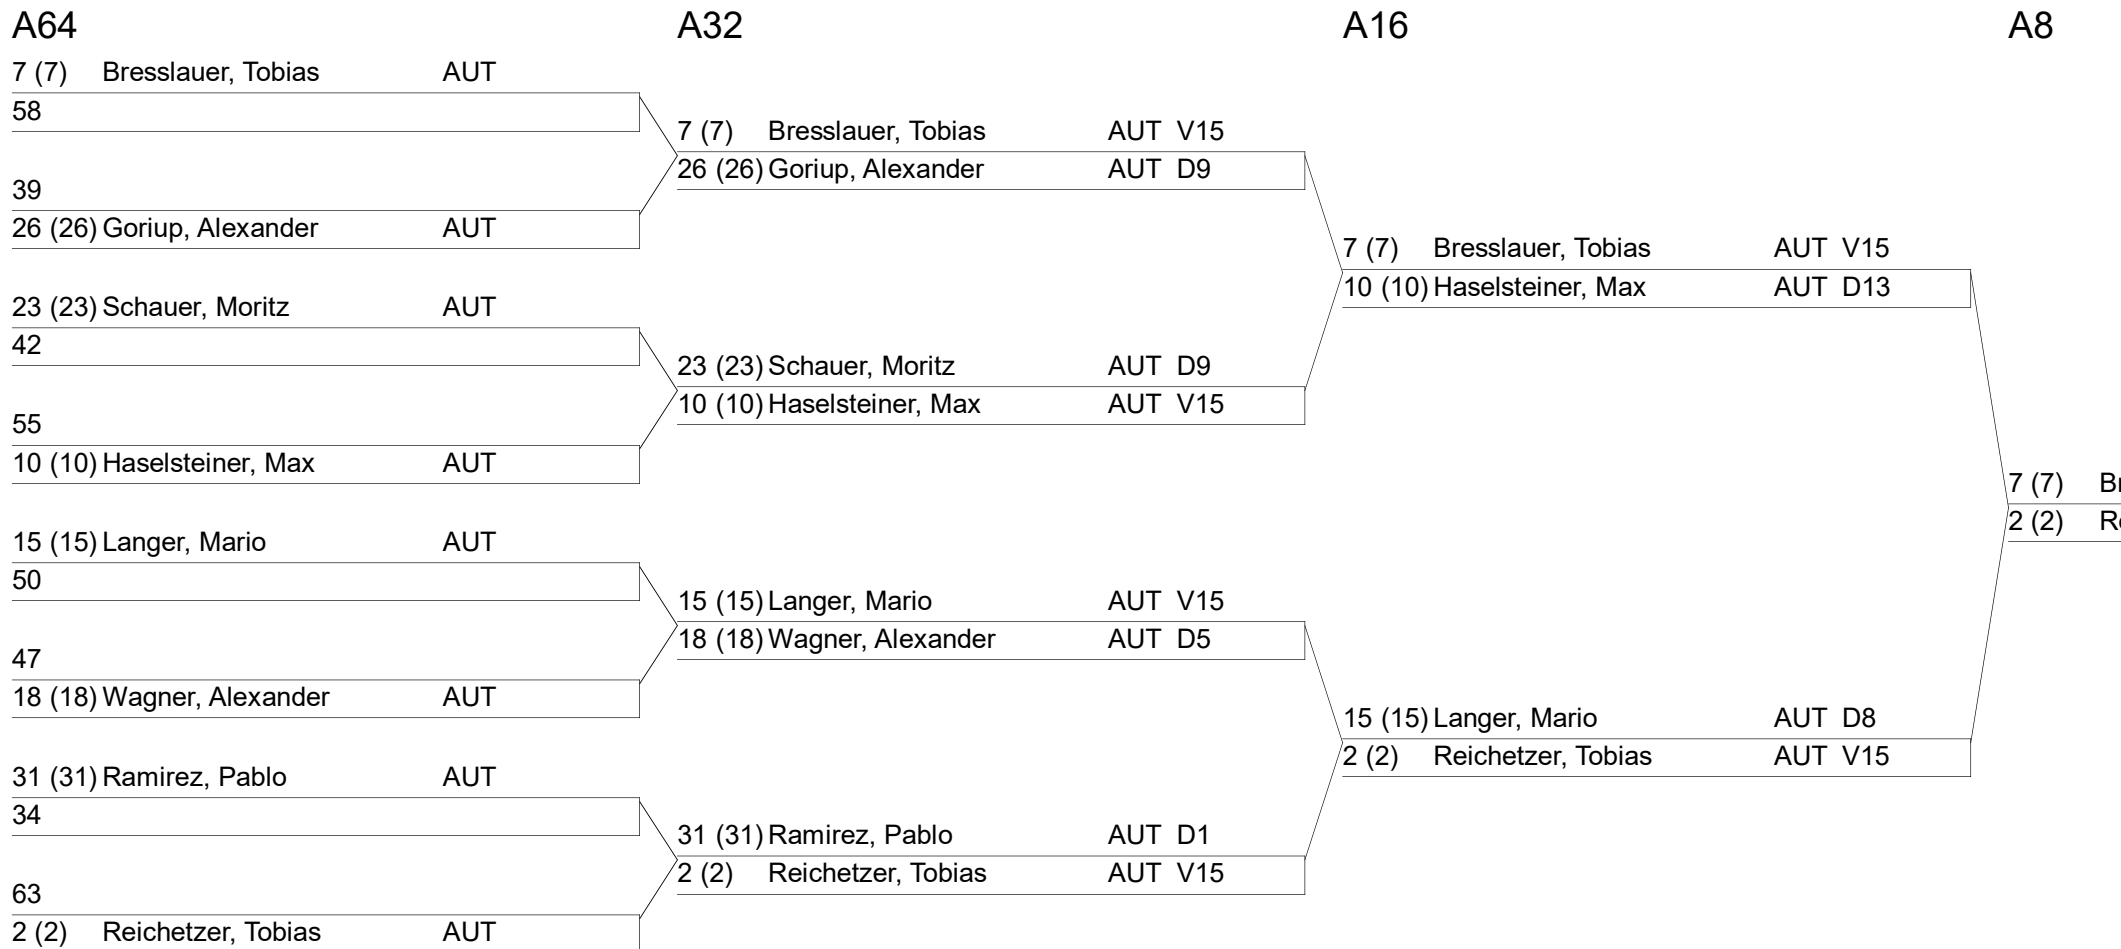 A64 A32 A16 A8
7 (7) Bresslauer, Tobias AUT
58
39
26 (26) Goriup, Alexander AUT
23 (23) Schauer, Moritz AUT
42
55
10 (10) Haselsteiner, Max AUT
15 (15) Langer, Mario AUT
50
47
18 (18) Wagner, Alexander AUT
31 (31) Ramirez, Pablo AUT
34
63
2 (2) Reichetzer, Tobias AUT
7 (7) Bresslauer, Tobias AUT V15
26 (26) Goriup, Alexander AUT D9
23 (23) Schauer, Moritz AUT D9
10 (10) Haselsteiner, Max AUT V15
15 (15) Langer, Mario AUT V15
18 (18) Wagner, Alexander AUT D5
31 (31) Ramirez, Pablo AUT D1
2 (2) Reichetzer, Tobias AUT V15
7 (7) Bresslauer, Tobias AUT V15
10 (10) Haselsteiner, Max AUT D13
15 (15) Langer, Mario AUT D8
2 (2) Reichetzer, Tobias AUT V15
7 (7)
2 (2)